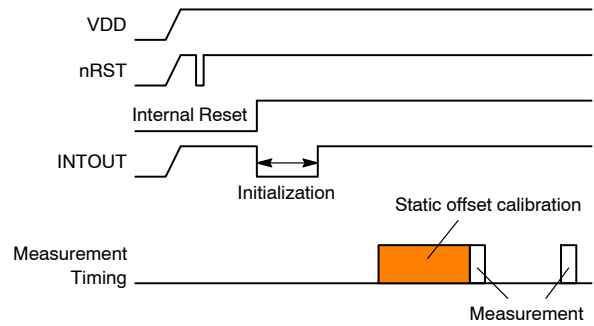 VDD
nRST
Internal Reset
INTOUT
Initialization
Static offset calibration
Measurement
Timing
Measurement